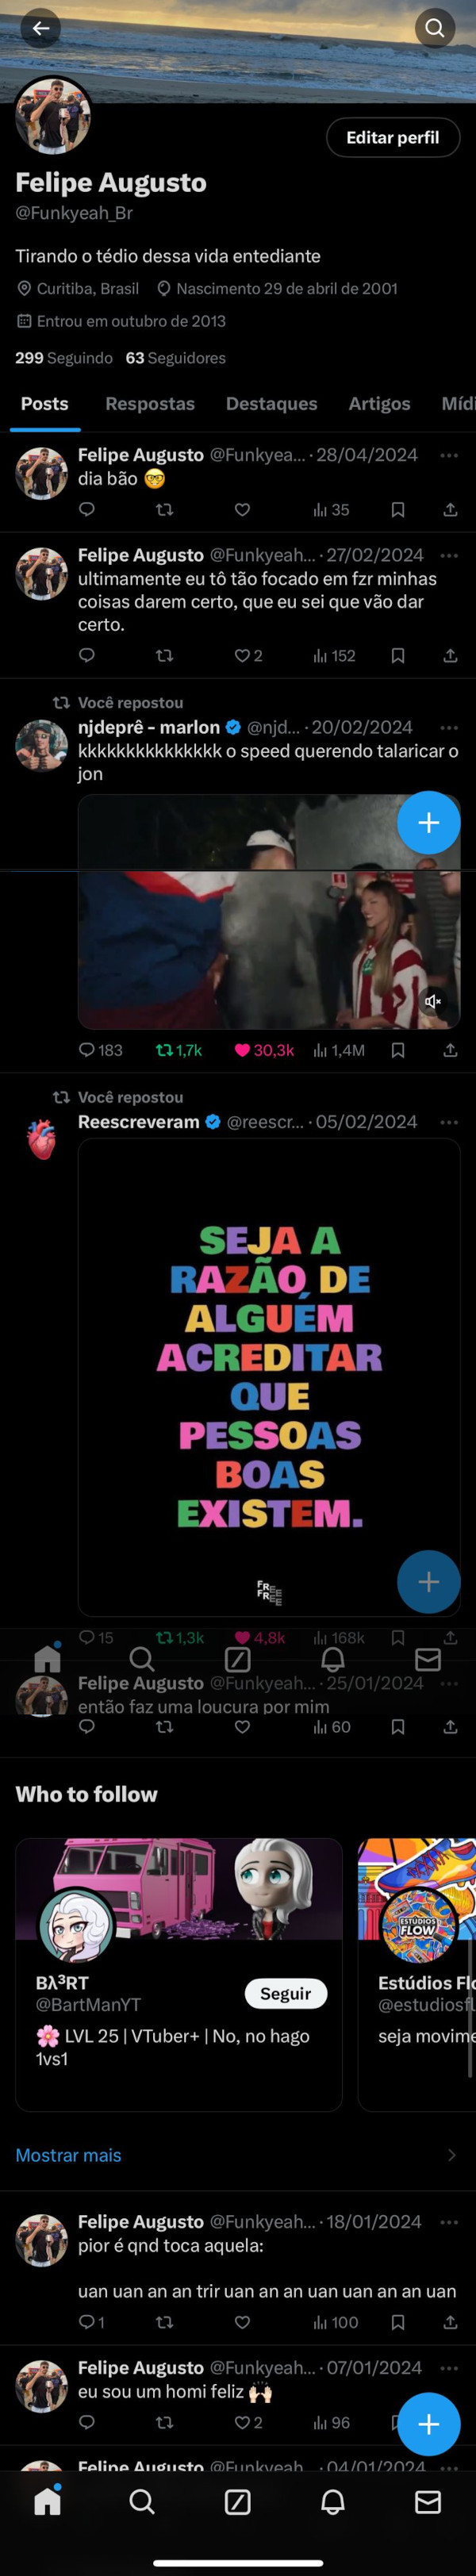 Editar perfil
Felipe Augusto
@Funkyeah_Br
Tirando o tédio dessa vida entediante
Curitiba, Brasil Nascimento 29 de abril de 2001
Entrou em outubro de 2013
299 Seguindo 63 Seguidores
Posts Respostas Destaques Artigos Mídi
Felipe Augusto @Funkyea... · 28/04/2024
dia bão 🤓
35
Felipe Augusto @Funkyeah... · 27/02/2024
ultimamente eu tô tão focado em fzr minhas
coisas darem certo, que eu sei que vão dar
certo.
2 152
Você repostou
njdeprê - marlon @njd... · 20/02/2024
kkkkkkkkkkkkkkk o speed querendo talaricar o
jon
183 1,7k 30,3k 1,4M
Você repostou
Reescreveram @reescr... · 05/02/2024
SEJA A
RAZÃO DE
ALGUÉM
ACREDITAR
QUE
PESSOAS
BOAS
EXISTEM.
FREE
FREE
15 1,3k 4,8k 168k
Felipe Augusto @Funkyeah... · 25/01/2024
então faz uma loucura por mim
60
Who to follow
ESTÚDIOS
FLOW
Bλ³RT
@BartManYT
Seguir
🌸 LVL 25 | VTuber+ | No, no hago
1vs1
Estúdios Flo
@estudiosfl
seja movime
Mostrar mais
Felipe Augusto @Funkyeah... · 18/01/2024
pior é qnd toca aquela:
uan uan an an trir uan an an uan uan an an uan
1 100
Felipe Augusto @Funkyeah... · 07/01/2024
eu sou um homi feliz 🙌🏻
2 96
Felipe Augusto @Funkyeah... · 04/01/2024